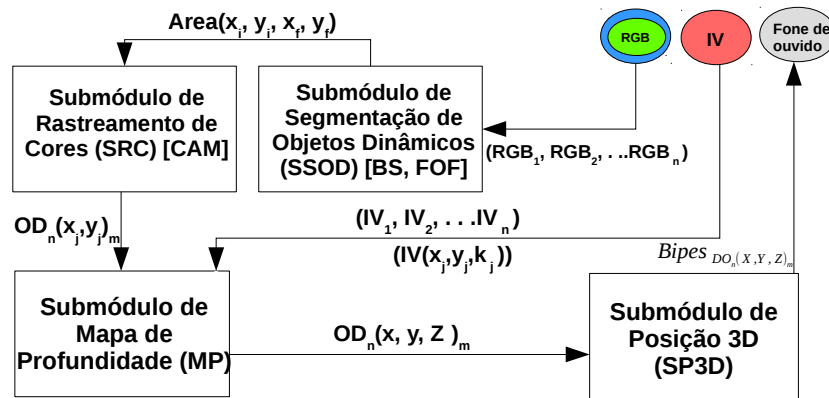 Area(xi, yi, xf, yf)
RGB
IV
Fone de
ouvido
Submódulo de
Rastreamento de
Cores (SRC) [CAM]
Submódulo de
Segmentação de
Objetos Dinâmicos
(SSOD) [BS, FOF]
(RGB1, RGB2, . ..RGBn)
ODn(xj,yj)m
(IV1, IV2, . . .IVn)
(IV(xj,yj,kj))
Bipes DOn(X,Y,Z)m
Submódulo de
Mapa de
Profundidade (MP)
ODn(x, y, Z )m
Submódulo de
Posição 3D
(SP3D)